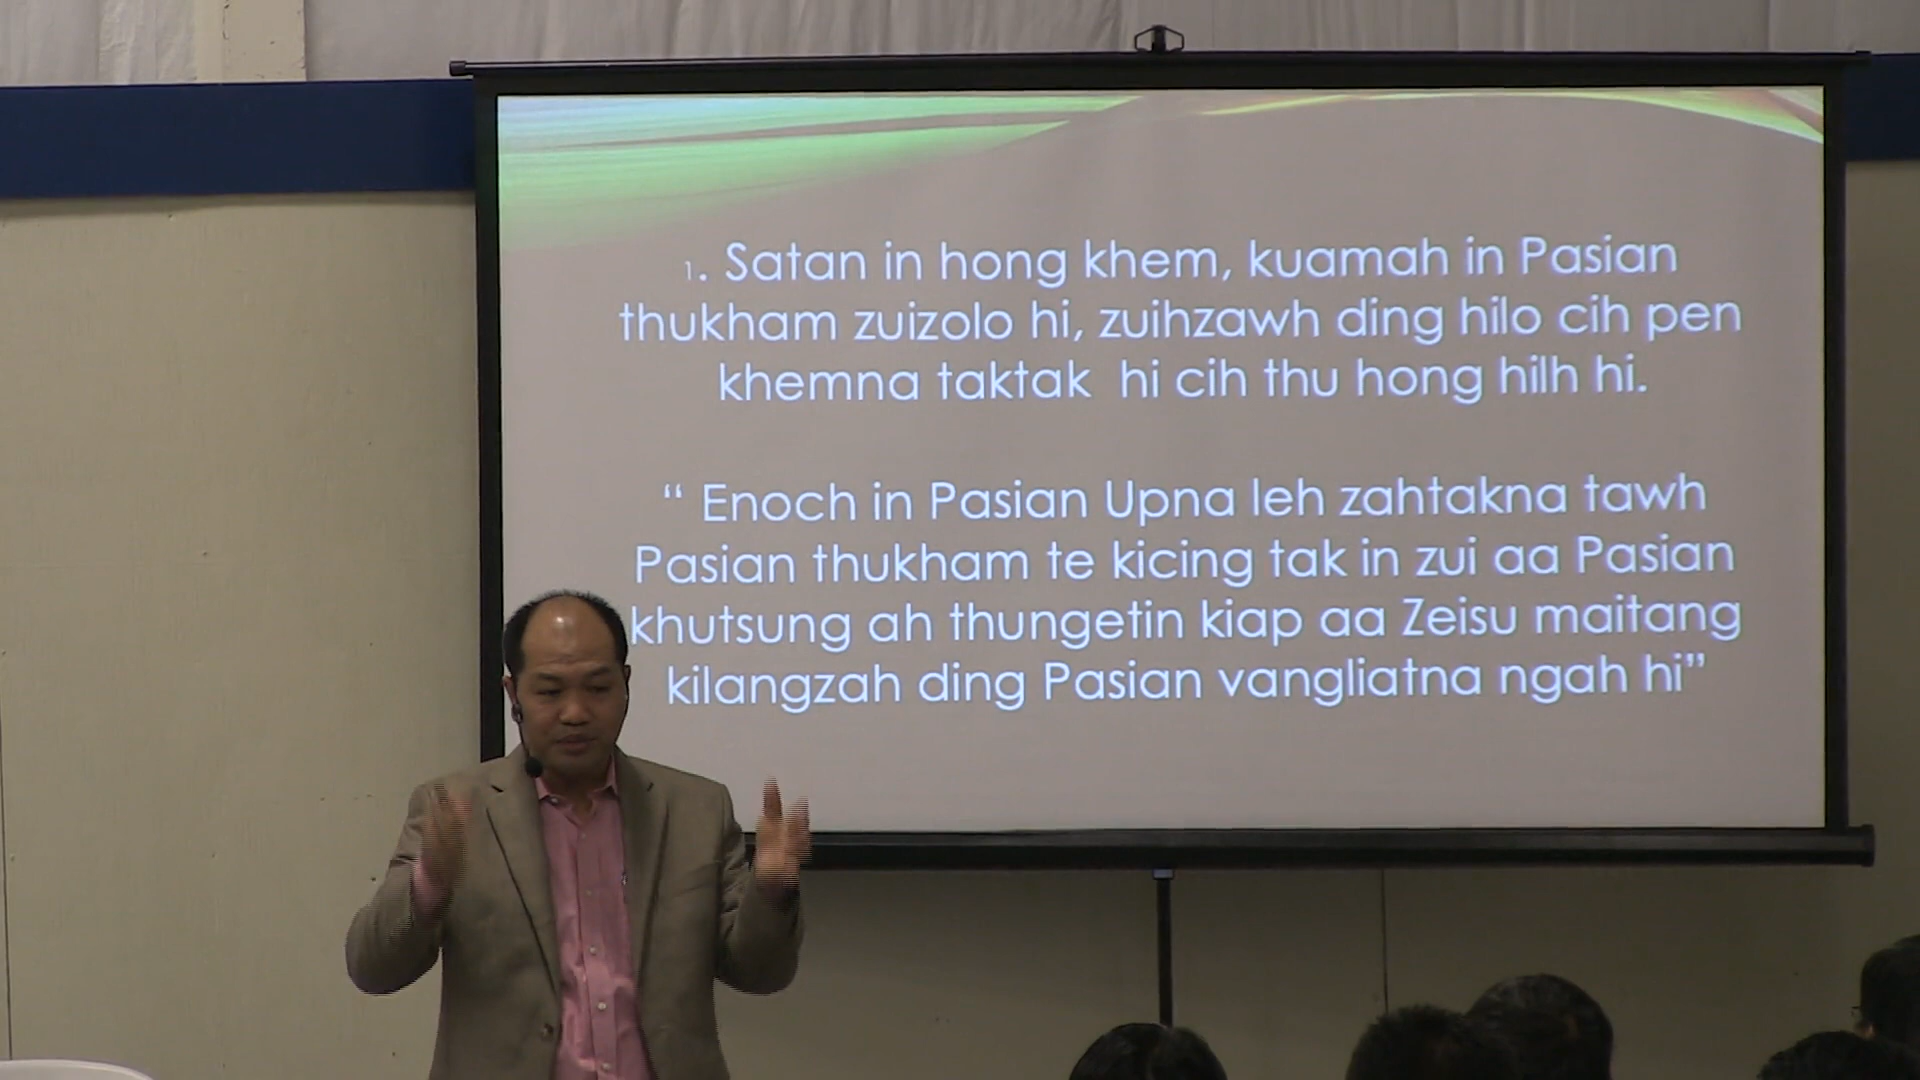 1. Satan in hong khem, kuamah in Pasian
thukham zuizolo hi, zuihzawh ding hilo cih pen
khemna taktak hi cih thu hong hilh hi.
“ Enoch in Pasian Upna leh zahtakna tawh
Pasian thukham te kicing tak in zui aa Pasian
khutsung ah thungetin kiap aa Zeisu maitang
kilangzah ding Pasian vangliatna ngah hi”